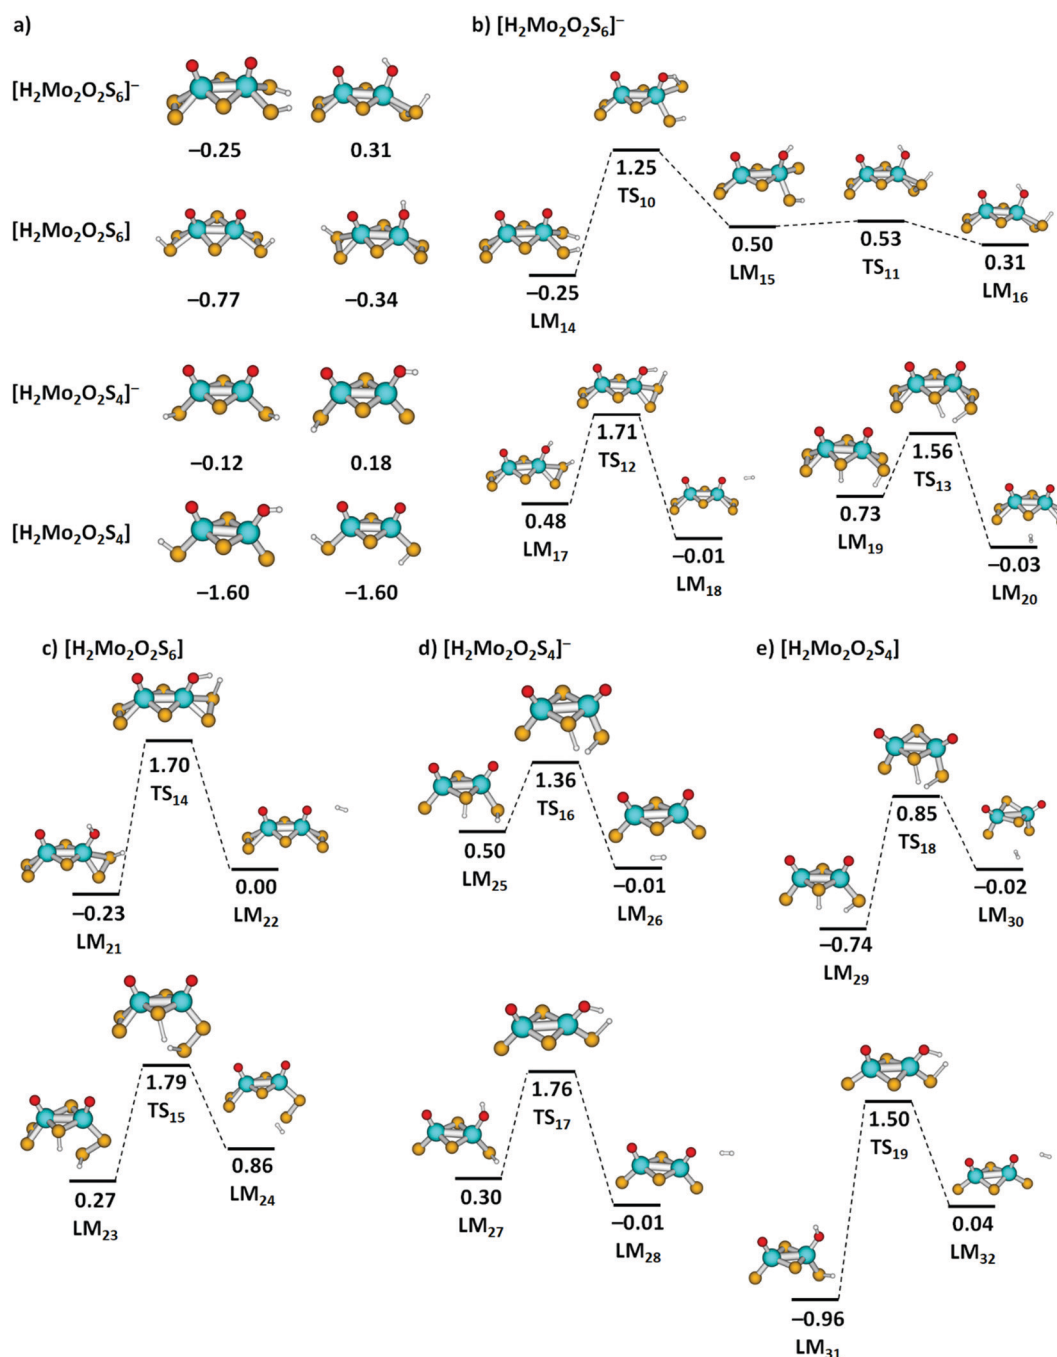 a)
[H₂Mo₂O₂S₆]⁻
−0.25 0.31
[H₂Mo₂O₂S₆]
−0.77 −0.34
[H₂Mo₂O₂S₄]⁻
−0.12 0.18
[H₂Mo₂O₂S₄]
−1.60 −1.60
b) [H₂Mo₂O₂S₆]⁻
1.25
TS₁₀
0.50
LM₁₅
0.53
TS₁₁
0.31
LM₁₆
−0.25
LM₁₄
1.71
TS₁₂
0.48
LM₁₇
−0.01
LM₁₈
1.56
TS₁₃
0.73
LM₁₉
−0.03
LM₂₀
c) [H₂Mo₂O₂S₆]
1.70
TS₁₄
−0.23
LM₂₁
0.00
LM₂₂
1.79
TS₁₅
0.27
LM₂₃
0.86
LM₂₄
d) [H₂Mo₂O₂S₄]⁻
1.36
TS₁₆
0.50
LM₂₅
−0.01
LM₂₆
1.76
TS₁₇
0.30
LM₂₇
−0.01
LM₂₈
e) [H₂Mo₂O₂S₄]
0.85
TS₁₈
−0.74
LM₂₉
−0.02
LM₃₀
1.50
TS₁₉
0.04
LM₃₂
−0.96
LM₃₁